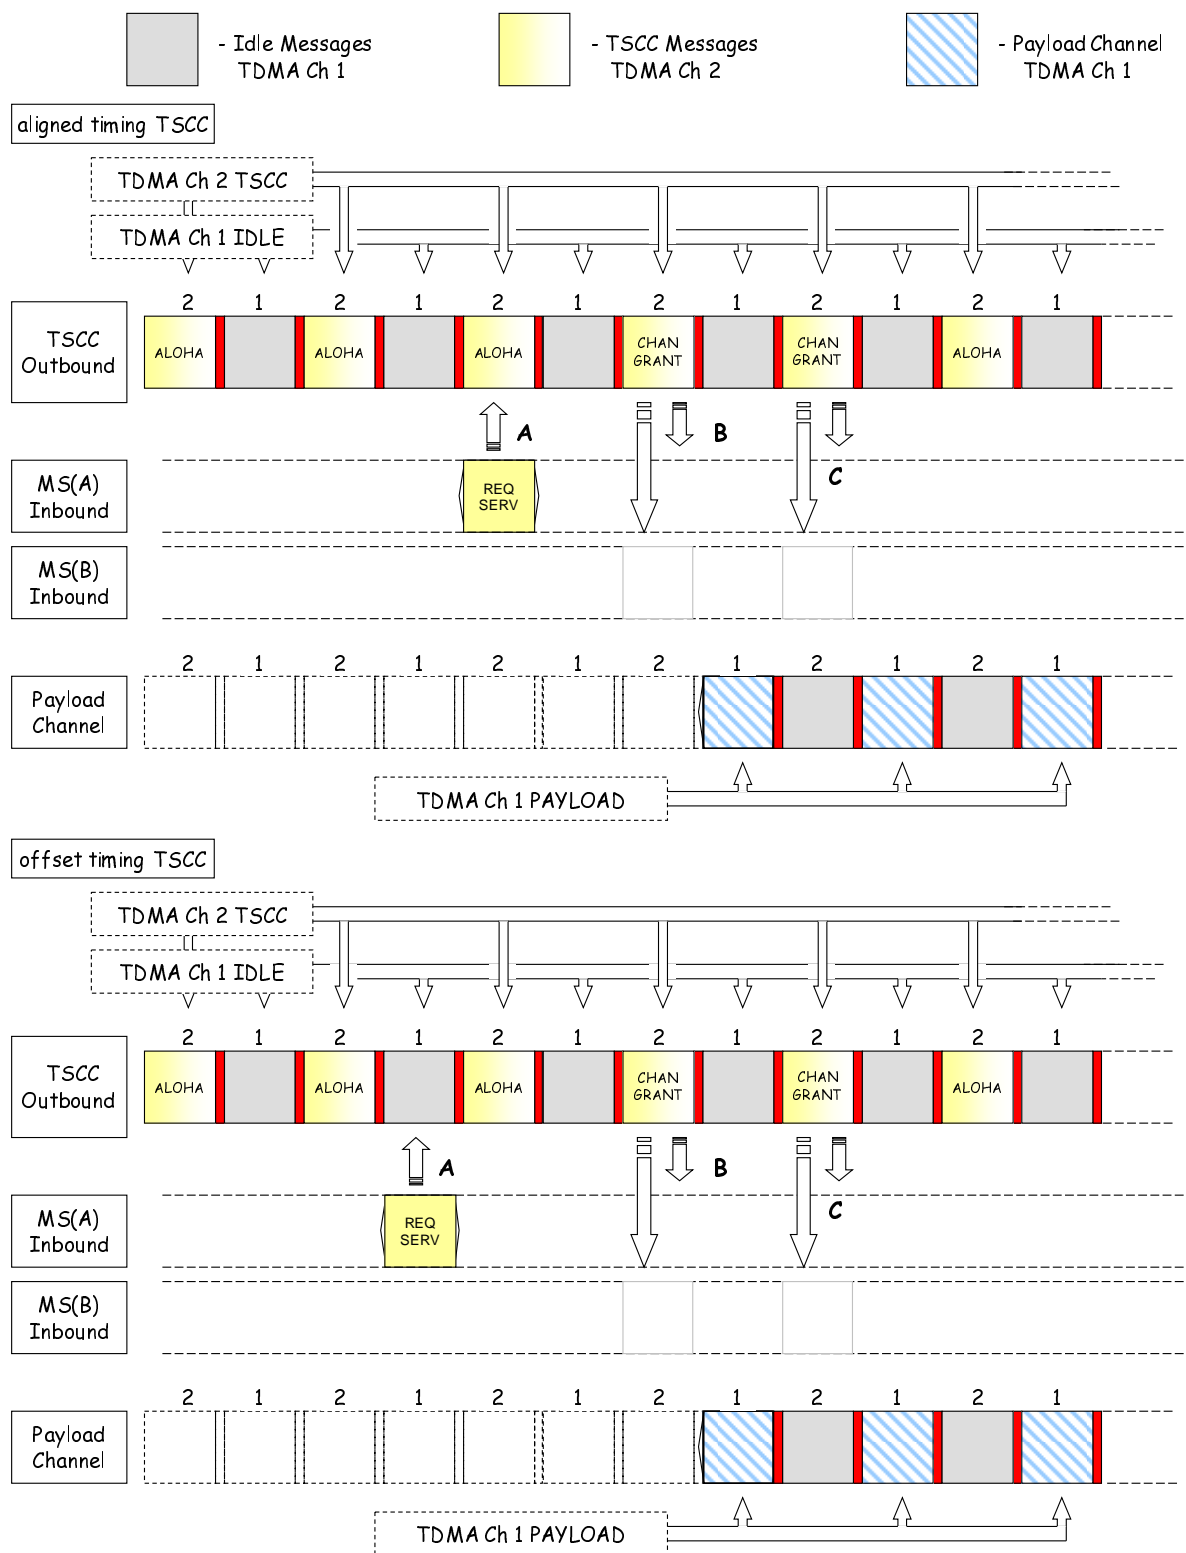 - Idle Messages
TDMA Ch 1
- TSCC Messages
TDMA Ch 2
- Payload Channel
TDMA Ch 1
aligned timing TSCC
TDMA Ch 2 TSCC
TDMA Ch 1 IDLE
2 1 2 1 2 1 2 1 2 1 2 1
TSCC
Outbound
ALOHA
ALOHA
ALOHA
CHAN
GRANT
CHAN
GRANT
ALOHA
A
B
C
MS(A)
Inbound
REQ
SERV
MS(B)
Inbound
2 1 2 1 2 1 2 1 2 1 2 1
Payload
Channel
TDMA Ch 1 PAYLOAD
offset timing TSCC
TDMA Ch 2 TSCC
TDMA Ch 1 IDLE
2 1 2 1 2 1 2 1 2 1 2 1
TSCC
Outbound
ALOHA
ALOHA
ALOHA
CHAN
GRANT
CHAN
GRANT
ALOHA
A
B
C
MS(A)
Inbound
REQ
SERV
MS(B)
Inbound
2 1 2 1 2 1 2 1 2 1 2 1
Payload
Channel
TDMA Ch 1 PAYLOAD